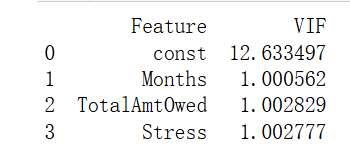 Feature VIF
0 const 12.633497
1 Months 1.000562
2 TotalAmtOwed 1.002829
3 Stress 1.002777